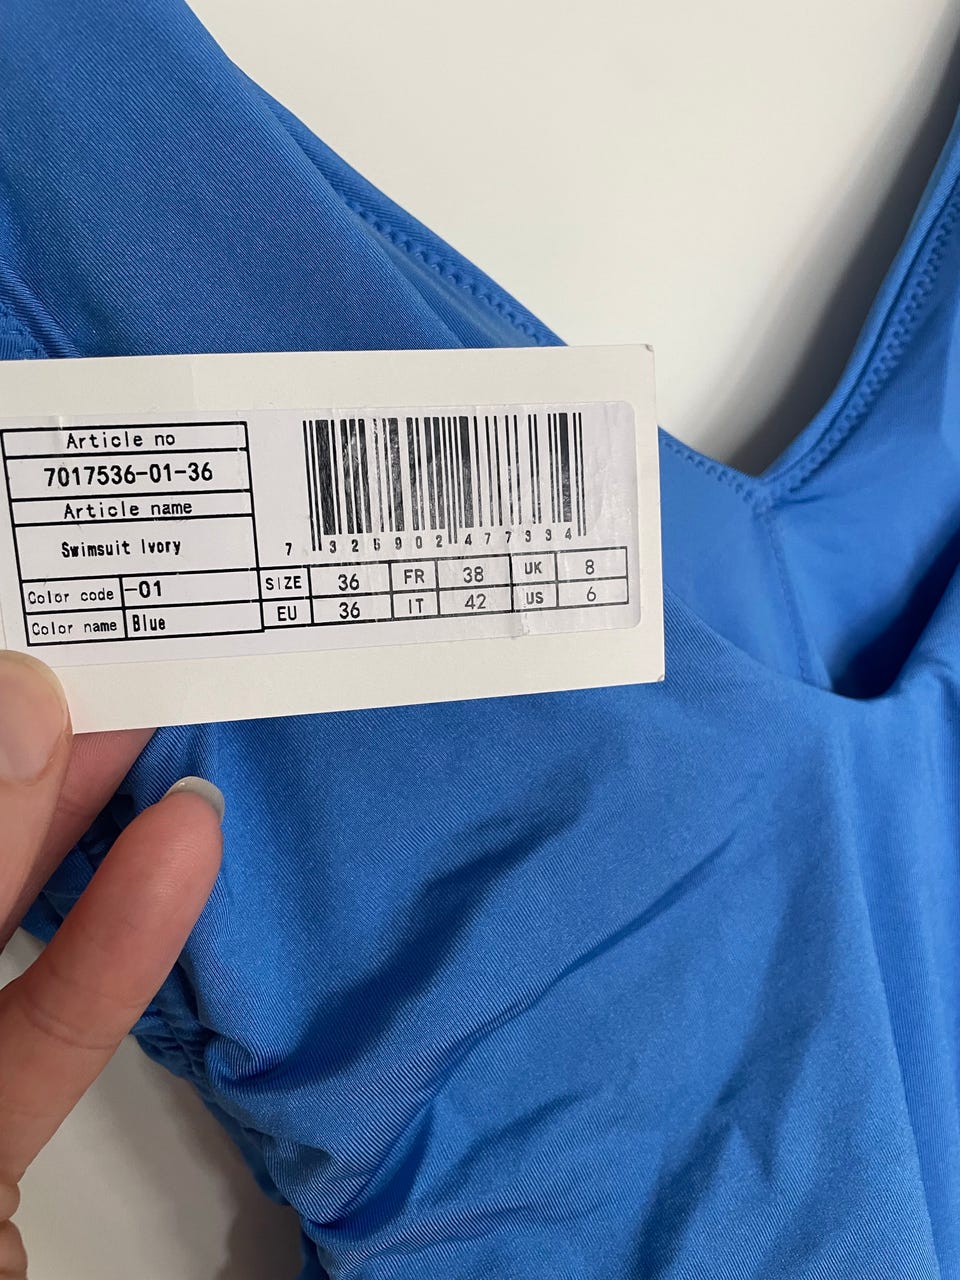 Article no
7017536-01-36
Article name
Swimsuit Ivory
Color code -01
Color name Blue
7 325902 477334
SIZE 36 FR 38 UK 8
EU 36 IT 42 US 6